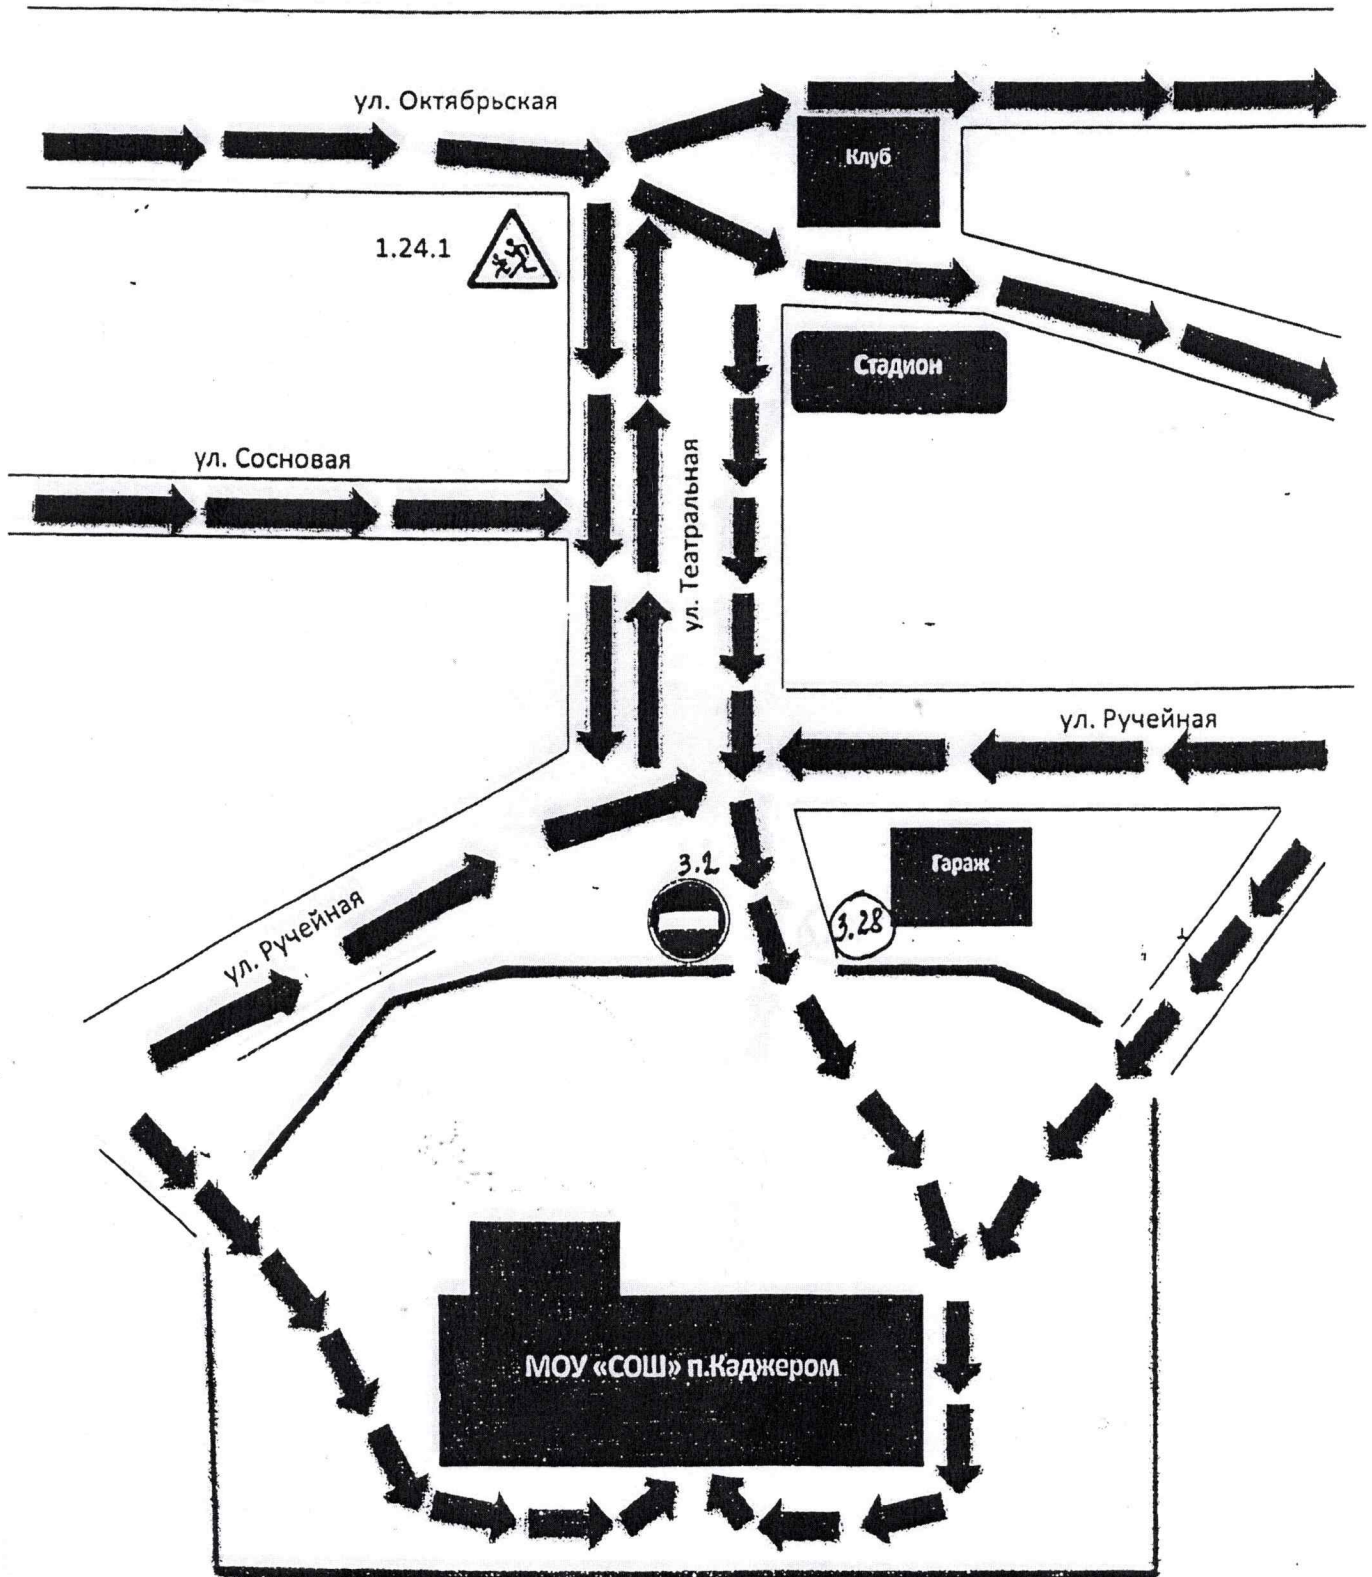 ул. Октябрьская
Клуб
1.24.1
Стадион
ул. Сосновая
ул. Театральная
ул. Ручейная
3.2
Гараж
3.28
ул. Ручейная
МОУ «СОШ» п.Каджером